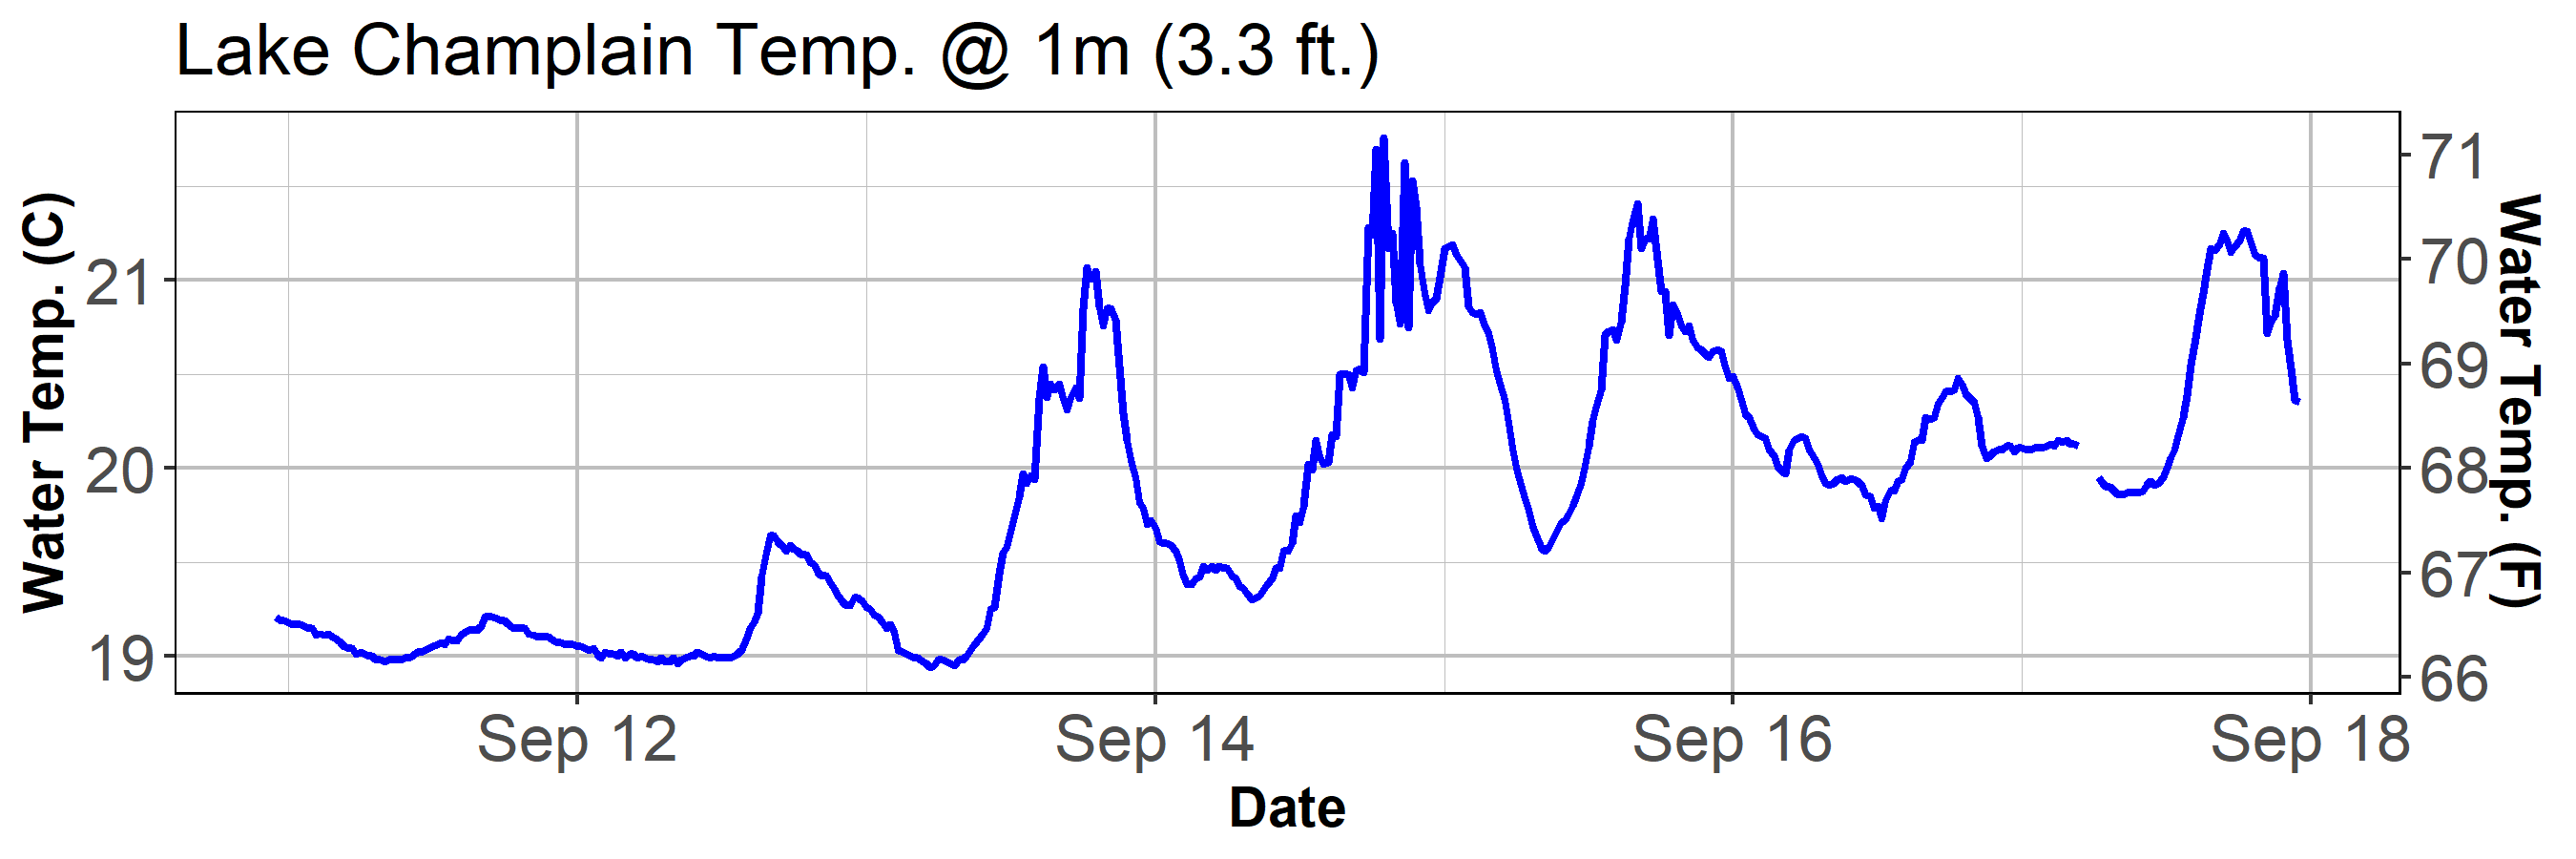 Lake Champlain Temp. @ 1m (3.3 ft.)
Water Temp. (C)
21
20
19
71
70
69
68
67
66
Water Temp. (F)
Sep 12
Sep 14
Sep 16
Sep 18
Date